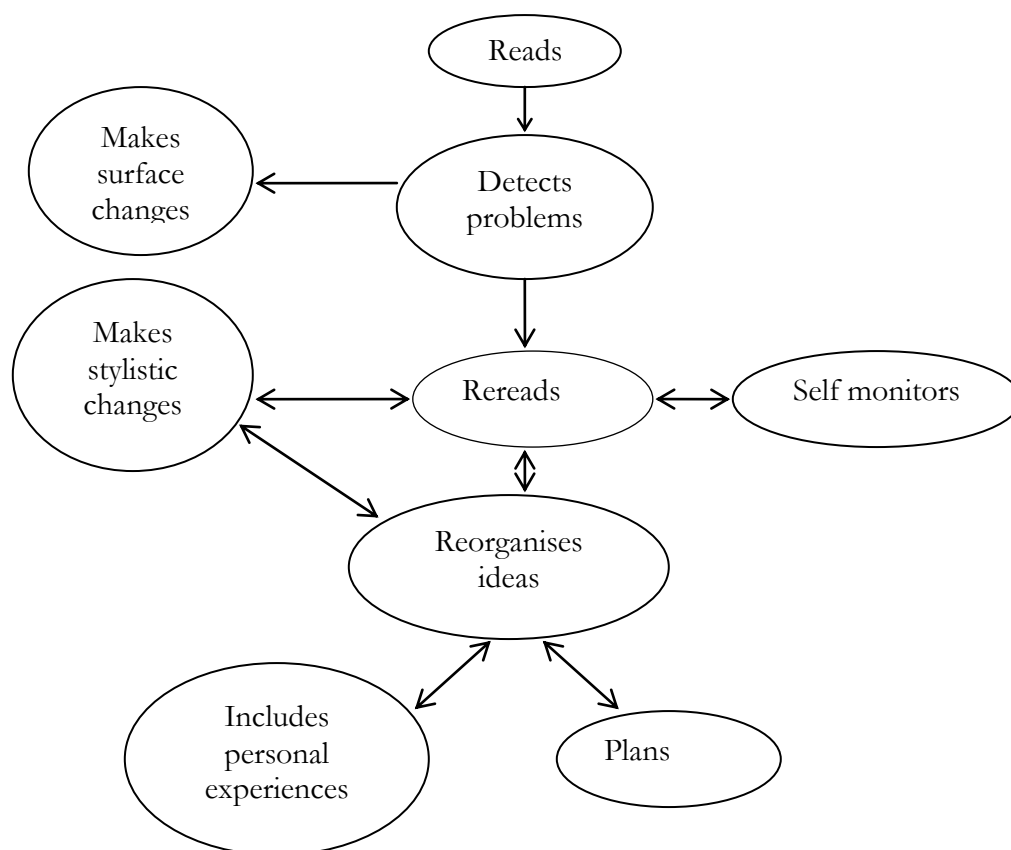 Reads
Makes
surface
changes
Detects
problems
Makes
stylistic
changes
Rereads
Self monitors
Reorganises
ideas
Includes
personal
experiences
Plans